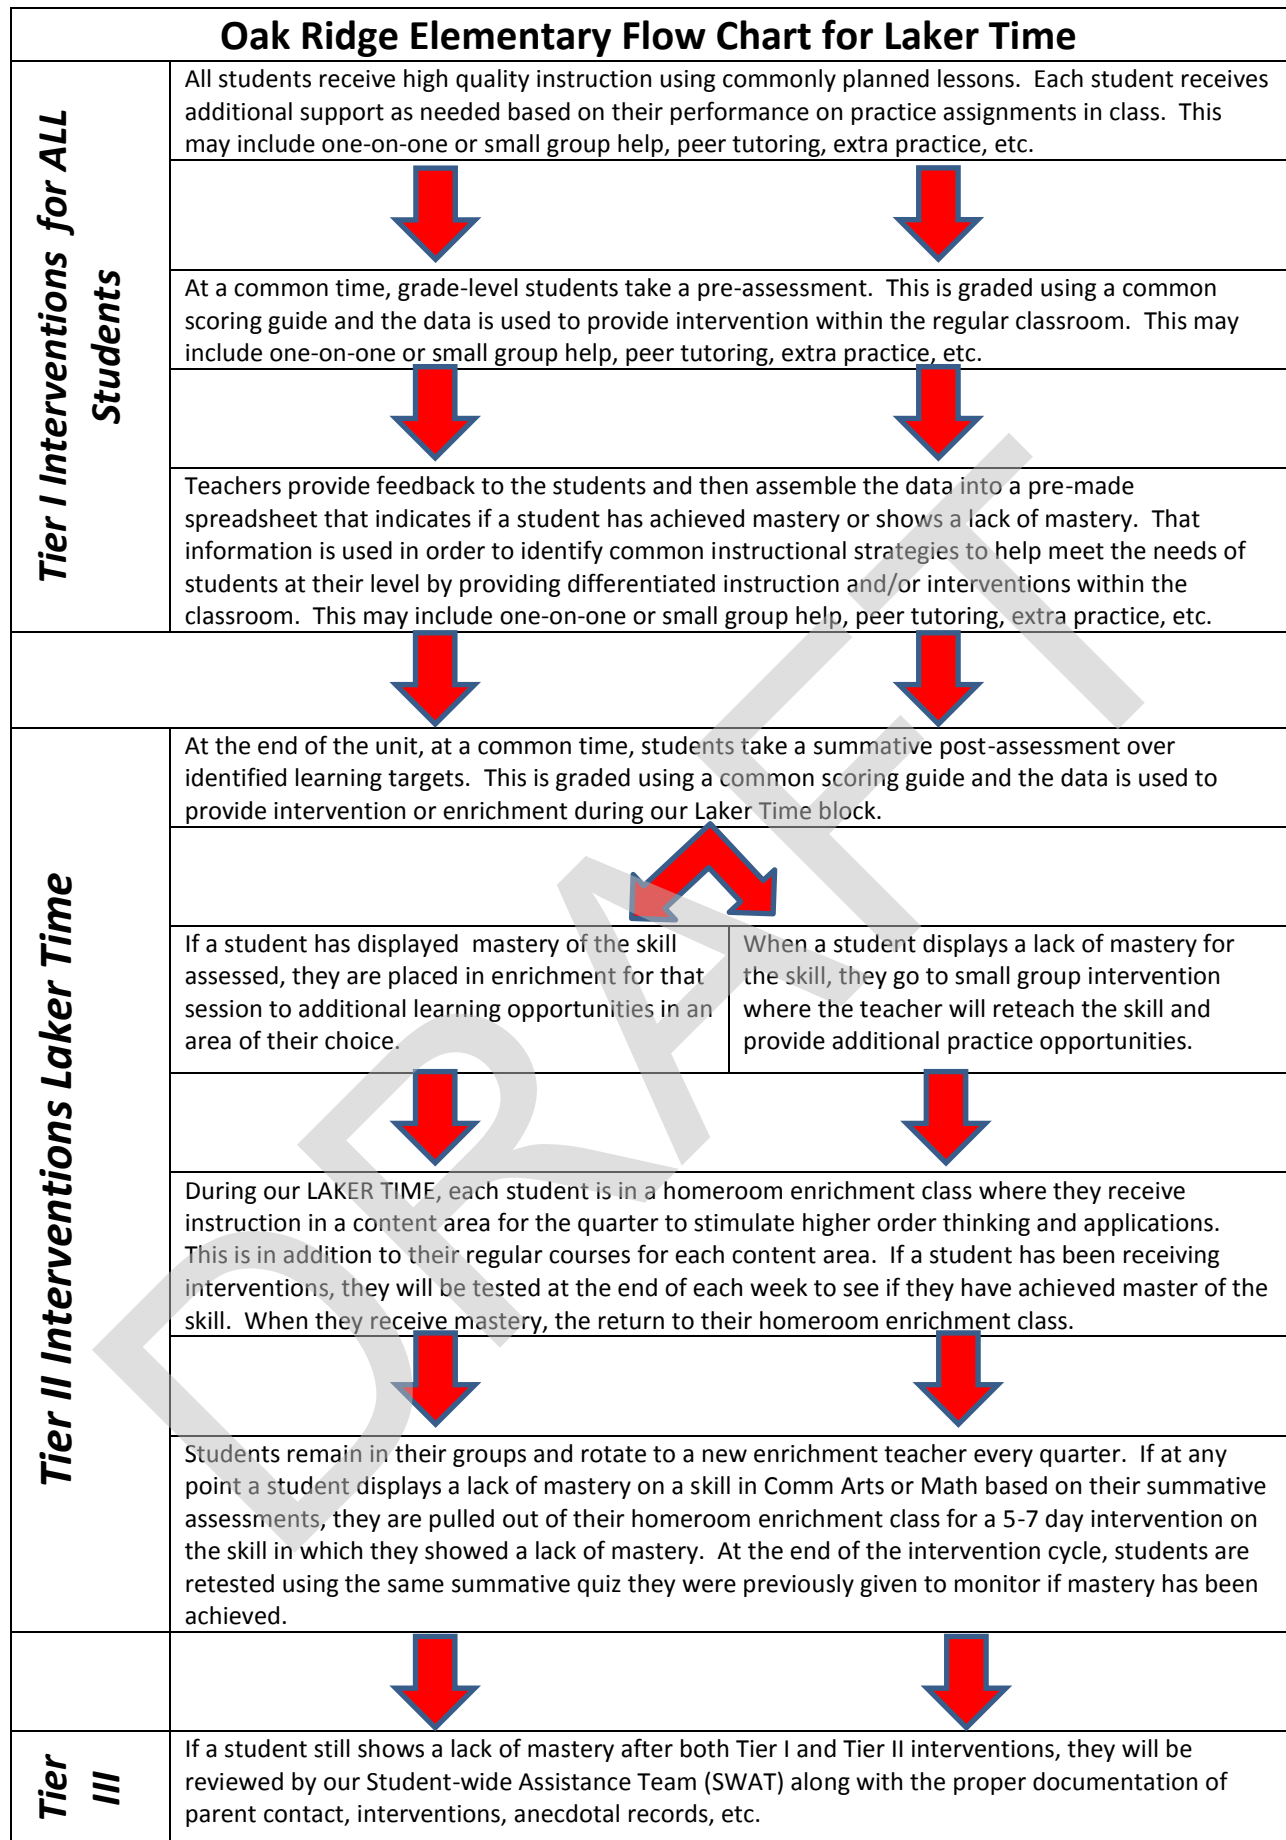 Oak Ridge Elementary Flow Chart for Laker Time
Tier I Interventions for ALL
Students
All students receive high quality instruction using commonly planned lessons. Each student receives
additional support as needed based on their performance on practice assignments in class. This
may include one-on-one or small group help, peer tutoring, extra practice, etc.
At a common time, grade-level students take a pre-assessment. This is graded using a common
scoring guide and the data is used to provide intervention within the regular classroom. This may
include one-on-one or small group help, peer tutoring, extra practice, etc.
Teachers provide feedback to the students and then assemble the data into a pre-made
spreadsheet that indicates if a student has achieved mastery or shows a lack of mastery. That
information is used in order to identify common instructional strategies to help meet the needs of
students at their level by providing differentiated instruction and/or interventions within the
classroom. This may include one-on-one or small group help, peer tutoring, extra practice, etc.
Tier II Interventions Laker Time
At the end of the unit, at a common time, students take a summative post-assessment over
identified learning targets. This is graded using a common scoring guide and the data is used to
provide intervention or enrichment during our Laker Time block.
If a student has displayed mastery of the skill
assessed, they are placed in enrichment for that
session to additional learning opportunities in an
area of their choice.
When a student displays a lack of mastery for
the skill, they go to small group intervention
where the teacher will reteach the skill and
provide additional practice opportunities.
During our LAKER TIME, each student is in a homeroom enrichment class where they receive
instruction in a content area for the quarter to stimulate higher order thinking and applications.
This is in addition to their regular courses for each content area. If a student has been receiving
interventions, they will be tested at the end of each week to see if they have achieved master of the
skill. When they receive mastery, the return to their homeroom enrichment class.
Students remain in their groups and rotate to a new enrichment teacher every quarter. If at any
point a student displays a lack of mastery on a skill in Comm Arts or Math based on their summative
assessments, they are pulled out of their homeroom enrichment class for a 5-7 day intervention on
the skill in which they showed a lack of mastery. At the end of the intervention cycle, students are
retested using the same summative quiz they were previously given to monitor if mastery has been
achieved.
Tier
III
If a student still shows a lack of mastery after both Tier I and Tier II interventions, they will be
reviewed by our Student-wide Assistance Team (SWAT) along with the proper documentation of
parent contact, interventions, anecdotal records, etc.
DRAFT